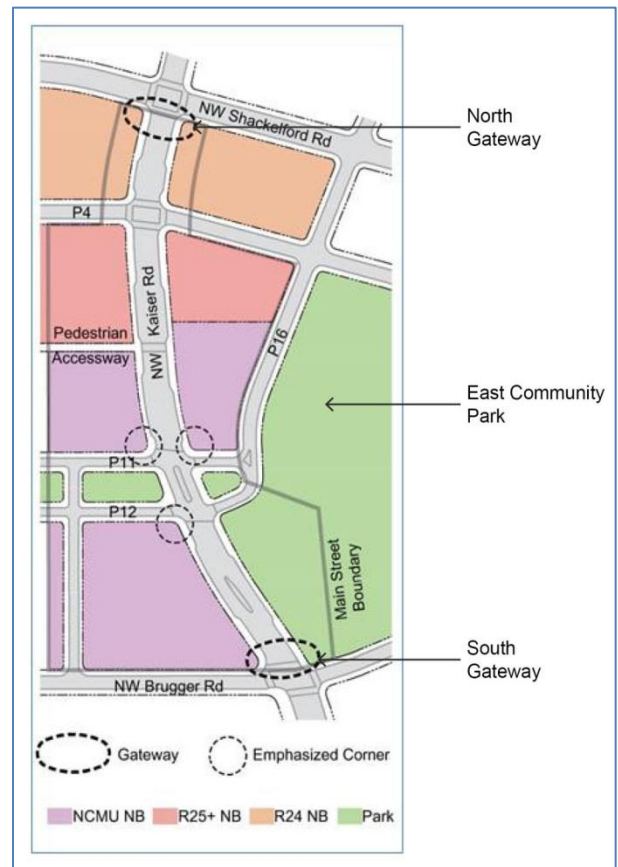 NW Shackelford Rd
North
Gateway
P4
NW Kaiser Rd
Pedestrian
Accessway
P16
East Community
Park
P11
P12
Main Street
Boundary
South
Gateway
NW Brugger Rd
Gateway
Emphasized Corner
NCMU NB
R25+ NB
R24 NB
Park